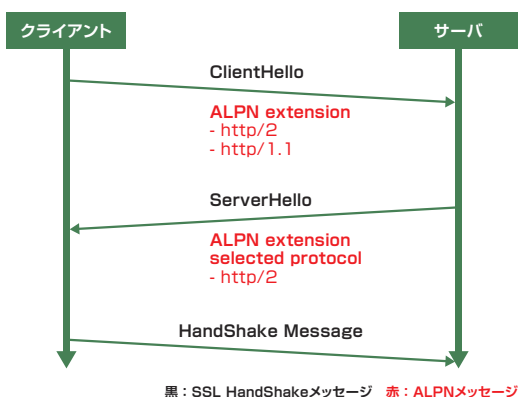 クライアント
サーバ
ClientHello
ALPN extension
- http/2
- http/1.1
ServerHello
ALPN extension
selected protocol
- http/2
HandShake Message
黒：SSL HandShakeメッセージ 赤：ALPNメッセージ